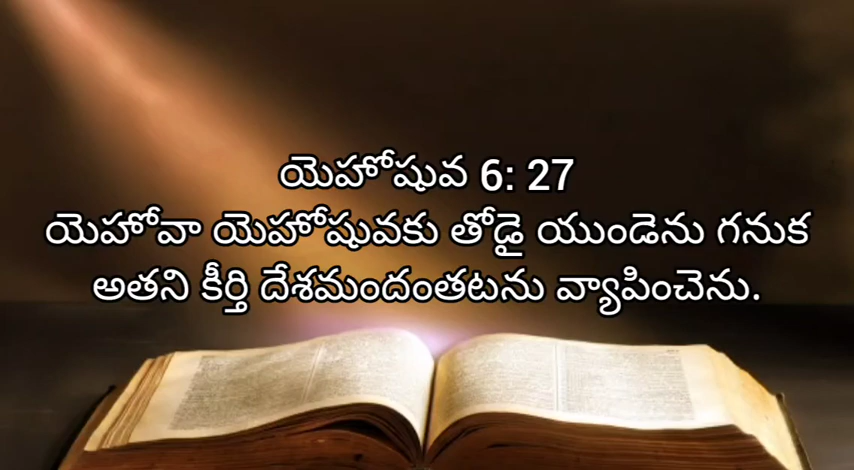 యెహోషువ 6: 27
యెహోవా యెహోషువకు తోడై యుండెను గనుక
అతని కీర్తి దేశమందంతటను వ్యాపించెను.